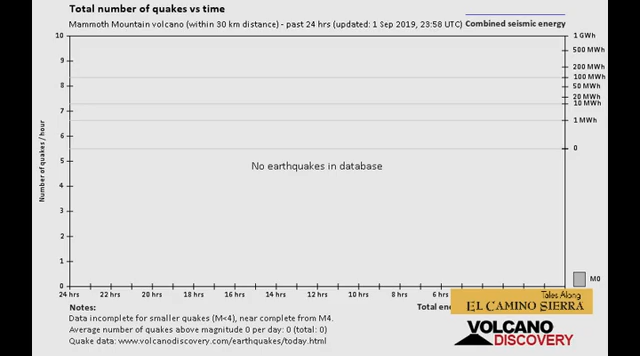 Total number of quakes vs time
Mammoth Mountain volcano (within 30 km distance) - past 24 hrs (updated: 1 Sep 2019, 23:58 UTC)
Combined seismic energy
10
9
8
7
6
5
4
3
2
1
0
Number of quakes / hour
1 GWh
500 MWh
200 MWh
100 MWh
50 MWh
20 MWh
10 MWh
1 MWh
0
No earthquakes in database
M0
24 hrs
22 hrs
20 hrs
18 hrs
16 hrs
14 hrs
12 hrs
10 hrs
8 hrs
6 hrs
Notes:
Total
Data incomplete for smaller quakes (M<4), near complete from M4.
Average number of quakes above magnitude 0 per day: 0 (total: 0)
Quake data: www.volcanodiscovery.com/earthquakes/today.html
Tales Along
EL CAMINO SIERRA
VOLCANO
DISCOVERY